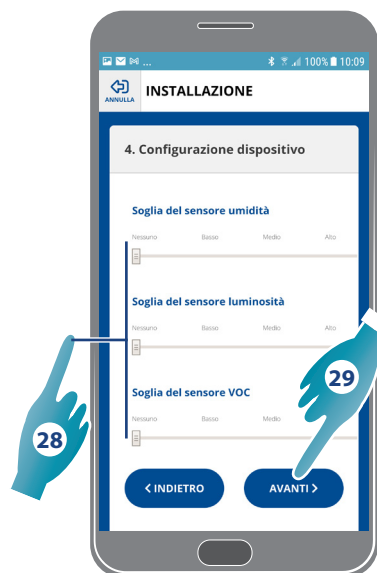 ... 100% 10:09
ANNULLA INSTALLAZIONE
4. Configurazione dispositivo
Soglia del sensore umidità
Nessuno Basso Medio Alto
Soglia del sensore luminosità
Nessuno Basso Medio Alto
29
Soglia del sensore VOC
Nessuno Basso Medio
28
< INDIETRO AVANTI >